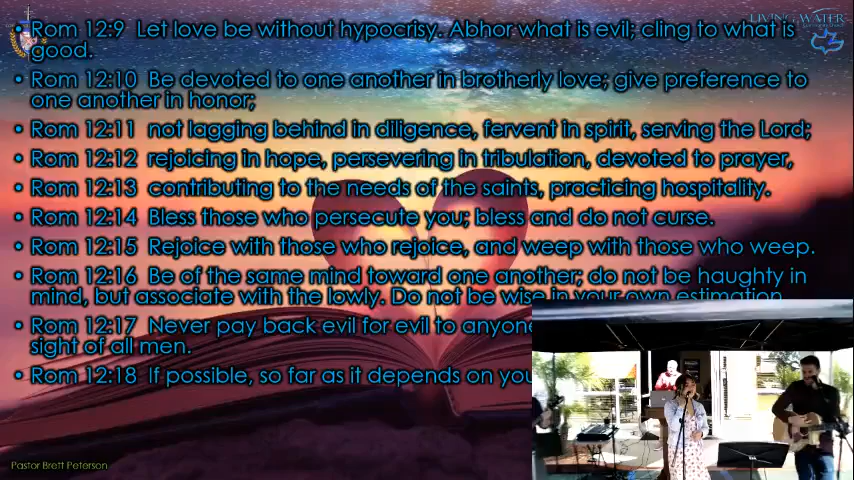 LIVING WATER
• Rom 12:9 Let love be without hypocrisy. Abhor what is evil; cling to what is
good.
• Rom 12:10 Be devoted to one another in brotherly love; give preference to
one another in honor;
• Rom 12:11 not lagging behind in diligence, fervent in spirit, serving the Lord;
• Rom 12:12 rejoicing in hope, persevering in tribulation, devoted to prayer,
• Rom 12:13 contributing to the needs of the saints, practicing hospitality.
• Rom 12:14 Bless those who persecute you; bless and do not curse.
• Rom 12:15 Rejoice with those who rejoice, and weep with those who weep.
• Rom 12:16 Be of the same mind toward one another; do not be haughty in
mind, but associate with the lowly. Do not be wise in your own estimation
• Rom 12:17 Never pay back evil for evil to anyone
sight of all men.
• Rom 12:18 If possible, so far as it depends on you
Pastor Brett Peterson